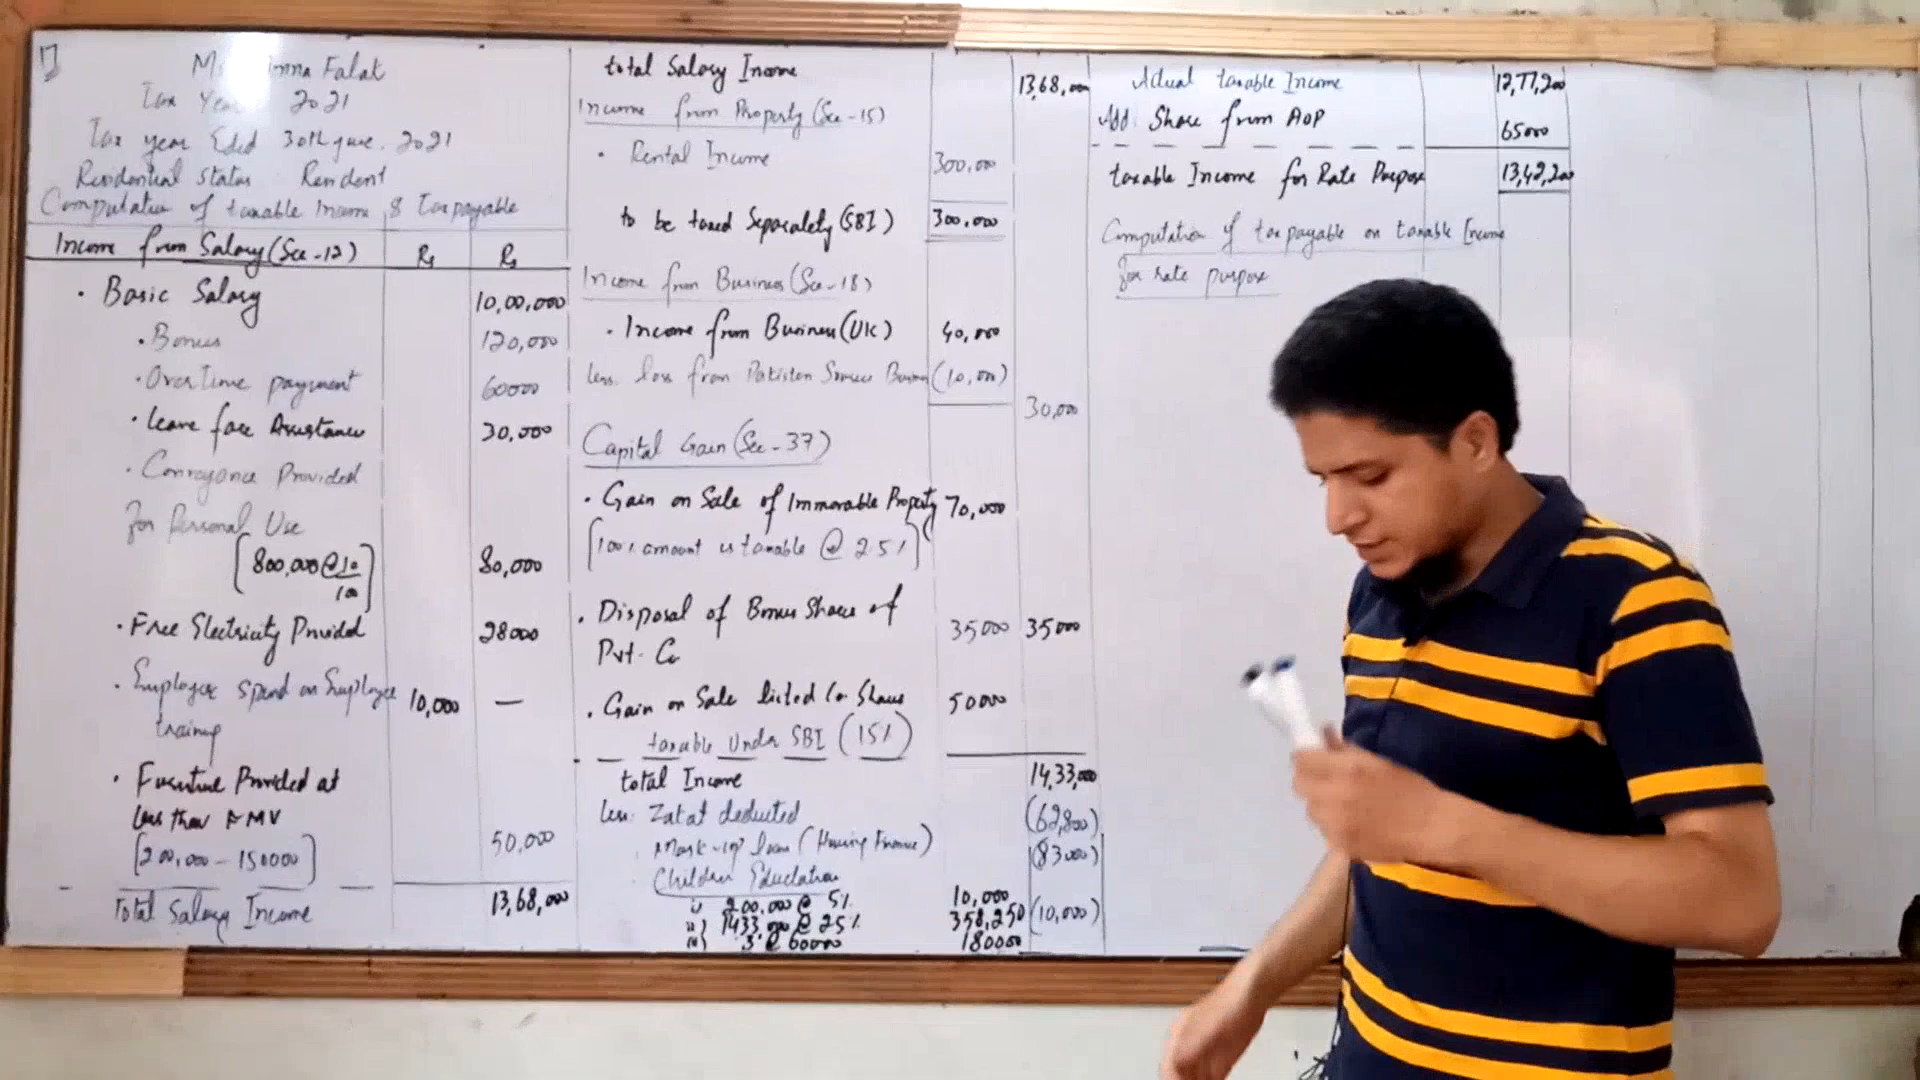 17
Falak
Tax Year 2021
Tax year Eded 30th June. 2021
Residential Status Resident
Computation of taxable Income & Tax payable
Income from Salary (Sec-12) Rs Rs
• Basic Salary 10,00,000
• Bonus 120,000
• Over Time payment 60000
• Leave fare Assistance 30,000
• Conveyance Provided
For Personal Use
[800,000 @ 10/100] 80,000
• Free Electricity Provided 28000
• Employer spend on Employee 10,000 —
training
• Furniture Provided at
less than FMV
[200,000 - 150000] 50,000
Total Salary Income 13,68,000
total Salary Income 13,68,000
Income from Property (Sec-15)
• Rental Income 300,000
to be taxed Separately (SBI) 300,000
Income from Business (Sec-18)
• Income from Business (UK) 40,000
less. loss from Pakistan Source (10,000)
30,000
Capital Gain (Sec-37)
• Gain on Sale of Immovable Property 70,000
[100% amount is taxable @ 2.5%]
• Disposal of Bonus Share of 35000 35000
Pvt. Co
• Gain on Sale listed Co Shares 50000
taxable Under SBI (15%)
total Income 14,33,000
less: Zakat deducted (62,800)
Mark-up loan (Housing Finance) (83000)
Children Eduction
i) 200,000 @ 5% 10,000
ii) 1433,000 @ 25% 358,250 (10,000)
iii) 3 @ 60000 180000
Actual taxable Income 12,77,200
Add: Share from AOP 65000
taxable Income for Rate Purpose 13,42,200
Computation of tax payable on taxable Income
for rate purpose